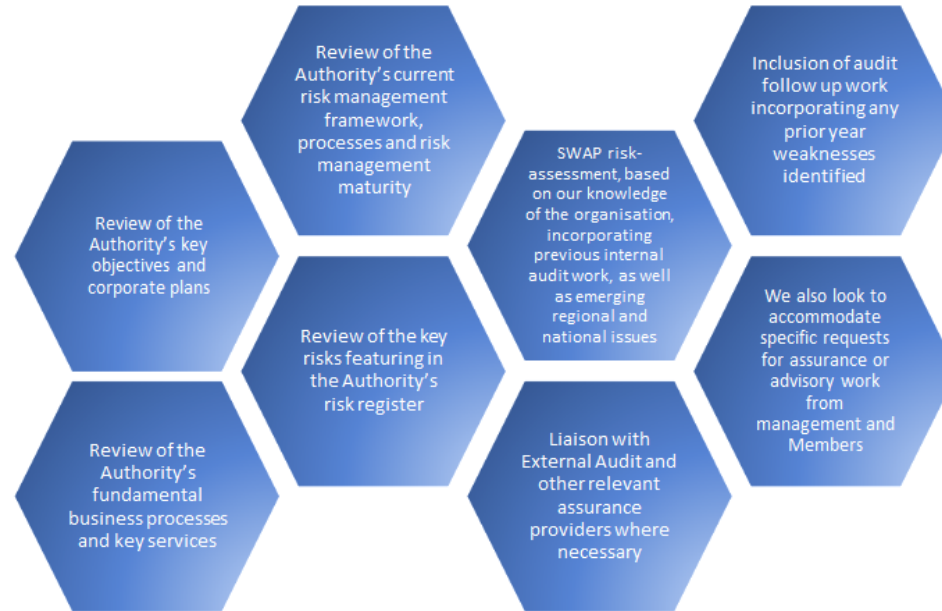 Review of the
Authority's current
risk management
framework,
processes and risk
management
maturity
Inclusion of audit
follow up work
incorporating any
prior year
weaknesses
identified
SWAP risk-
assessment, based
on our knowledge
of the organisation,
incorporating
previous internal
audit work, as well
as emerging
regional and
national issues
Review of the
Authority's key
objectives and
corporate plans
Review of the key
risks featuring in
the Authority's
risk register
We also look to
accommodate
specific requests
for assurance or
advisory work
from
management and
Members
Review of the
Authority's
fundamental
business processes
and key services
Liaison with
External Audit and
other relevant
assurance
providers where
necessary